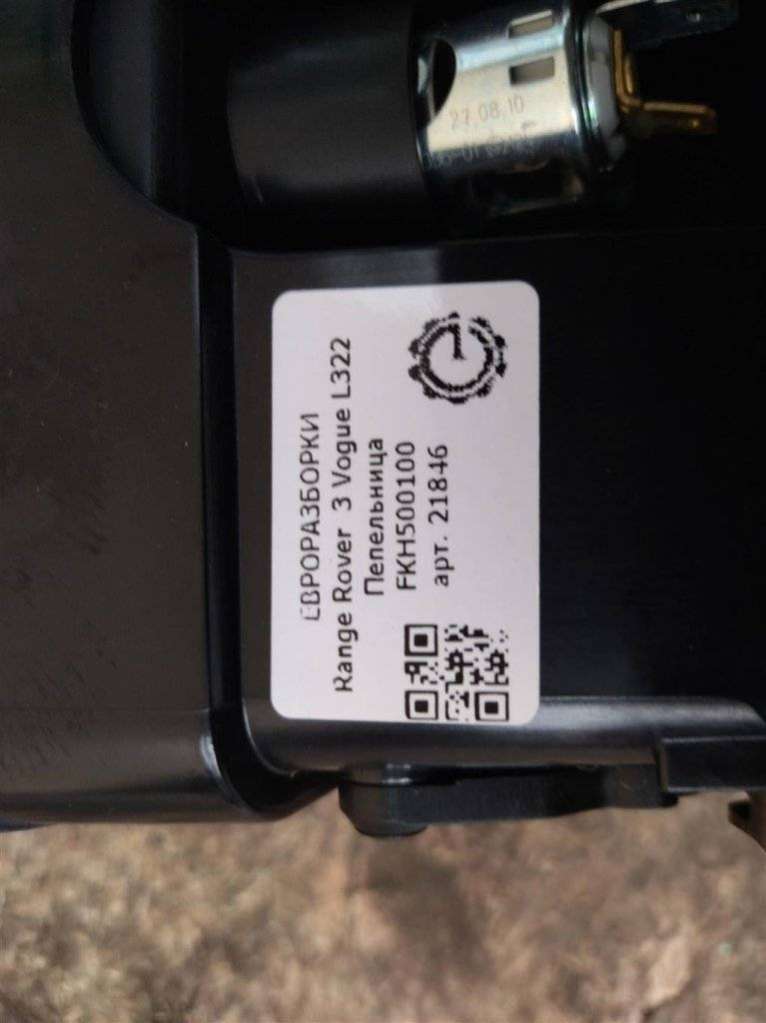 27.08.10
ЕВРОРАЗБОРКИ
Range Rover 3 Vogue L322
Пепельница
FKH500100
арт. 21846